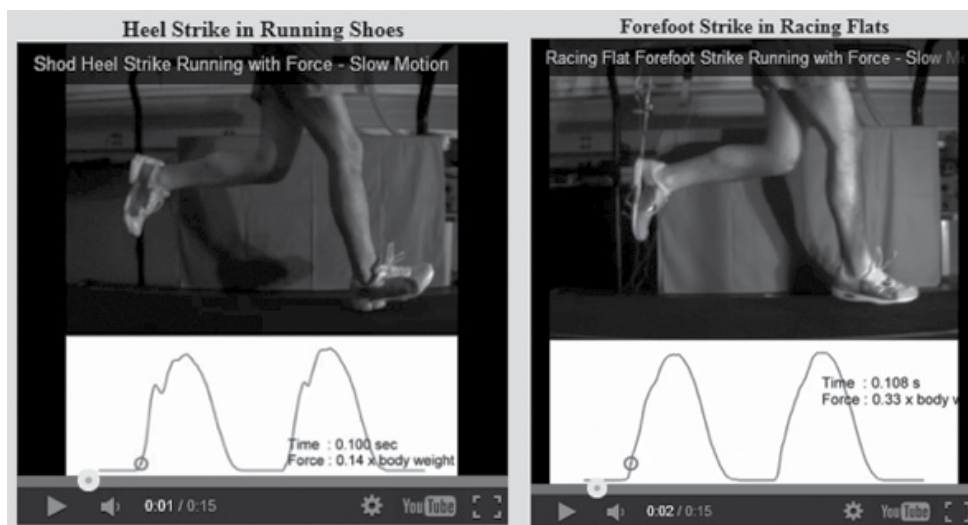 Heel Strike in Running Shoes
Shod Heel Strike Running with Force - Slow Motion
Time : 0.100 sec
Force : 0.14 x body weight
0:01 / 0:15
YouTube
Forefoot Strike in Racing Flats
Racing Flat Forefoot Strike Running with Force - Slow
Time : 0.108 s
Force : 0.33 x body
0:02 / 0:15
YouTube